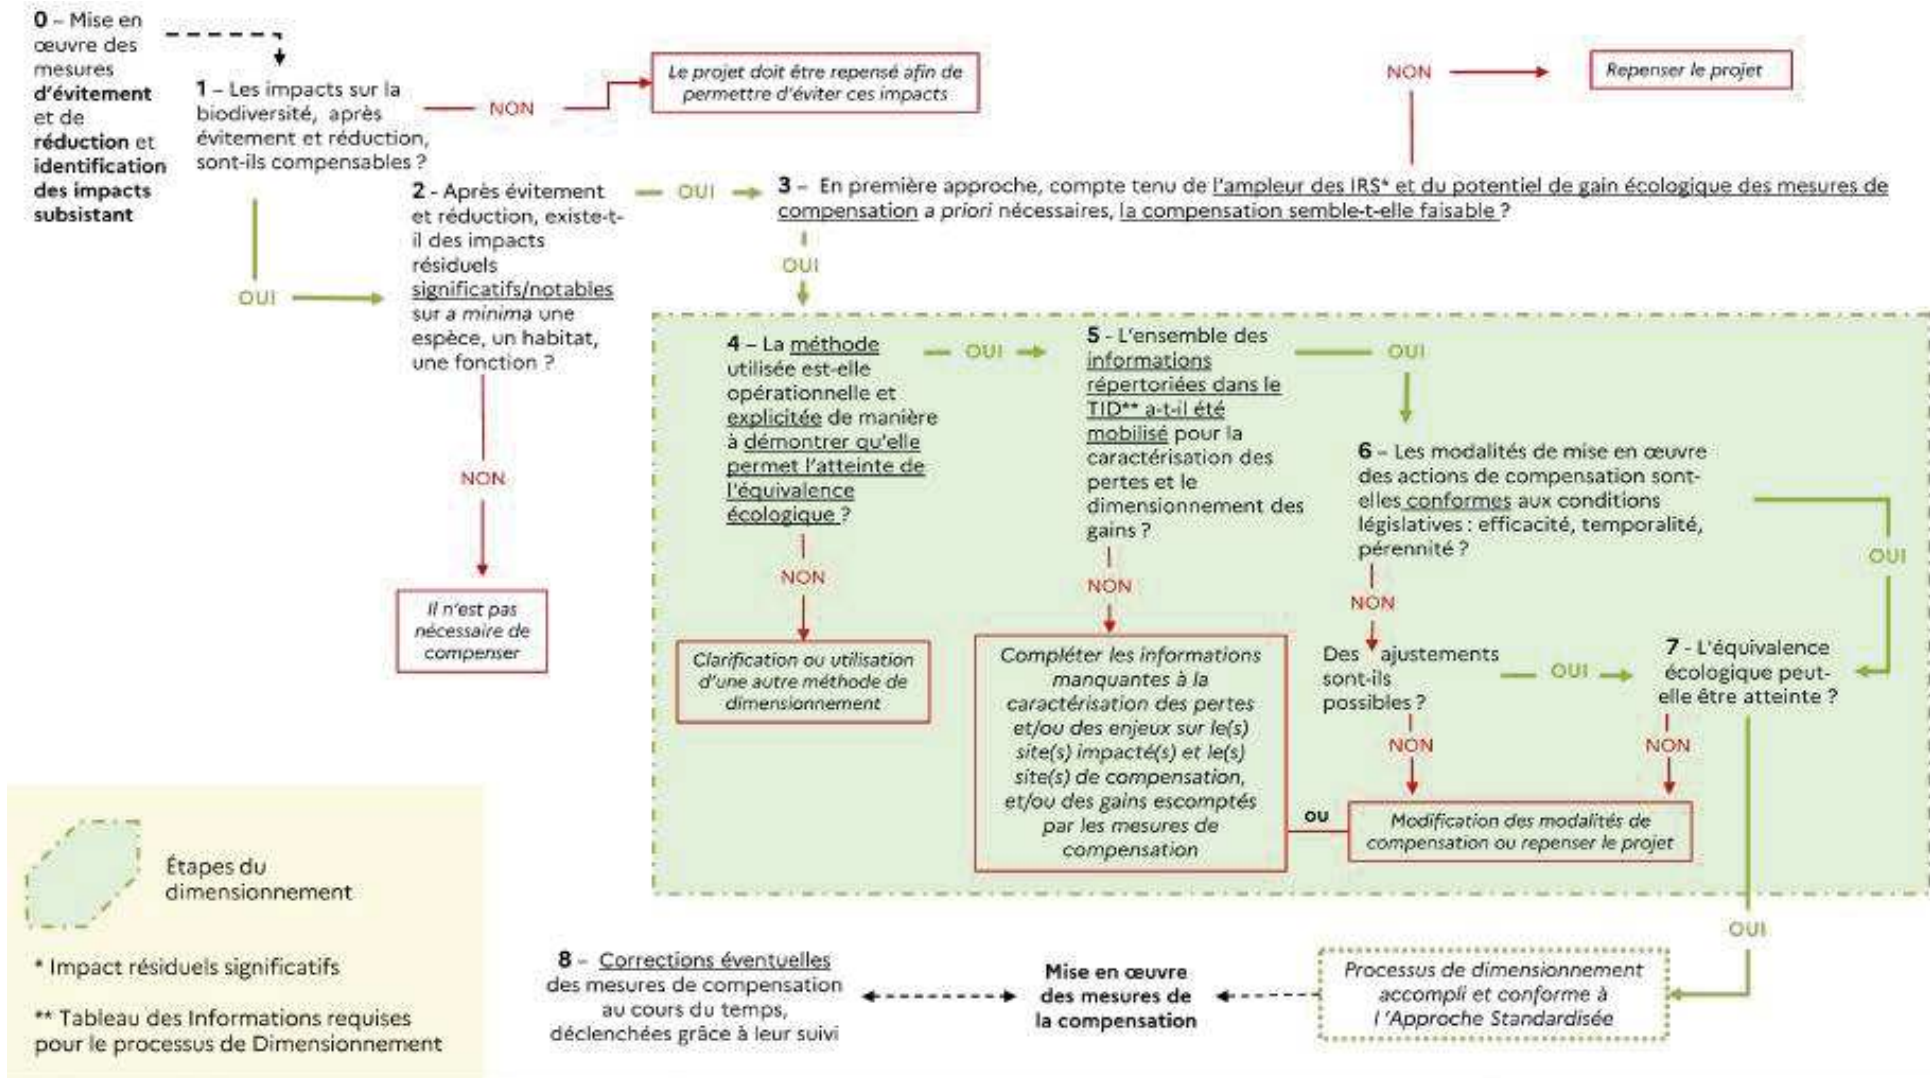 0 – Mise en
œuvre des
mesures
d'évitement
et de
réduction et
identification
des impacts
subsistant
1 – Les impacts sur la
biodiversité, après
évitement et réduction,
sont-ils compensables ?
NON
Le projet doit être repensé afin de
permettre d'éviter ces impacts
OUI
2 - Après évitement
et réduction, existe-t-
il des impacts
résiduels
significatifs/notables
sur a minima une
espèce, un habitat,
une fonction ?
NON
Il n'est pas
nécessaire de
compenser
OUI
3 – En première approche, compte tenu de l'ampleur des IRS* et du potentiel de gain écologique des mesures de
compensation a priori nécessaires, la compensation semble-t-elle faisable ?
NON
Repenser le projet
OUI
4 – La méthode
utilisée est-elle
opérationnelle et
explicitée de manière
à démontrer qu'elle
permet l'atteinte de
l'équivalence
écologique ?
NON
Clarification ou utilisation
d'une autre méthode de
dimensionnement
OUI
5 - L'ensemble des
informations
répertoriées dans le
TID** a-t-il été
mobilisé pour la
caractérisation des
pertes et le
dimensionnement des
gains ?
NON
Compléter les informations
manquantes à la
caractérisation des pertes
et/ou des enjeux sur le(s)
site(s) impacté(s) et le(s)
site(s) de compensation,
et/ou des gains escomptés
par les mesures de
compensation
OUI
6 – Les modalités de mise en œuvre
des actions de compensation sont-
elles conformes aux conditions
législatives : efficacité, temporalité,
pérennité ?
OUI
NON
Des ajustements
sont-ils
possibles ?
OUI
7 - L'équivalence
écologique peut-
elle être atteinte ?
NON
NON
ou
Modification des modalités de
compensation ou repenser le projet
OUI
Processus de dimensionnement
accompli et conforme à
l'Approche Standardisée
Mise en œuvre
des mesures de
la compensation
8 – Corrections éventuelles
des mesures de compensation
au cours du temps,
déclenchées grâce à leur suivi
Étapes du
dimensionnement
* Impact résiduels significatifs
** Tableau des Informations requises
pour le processus de Dimensionnement